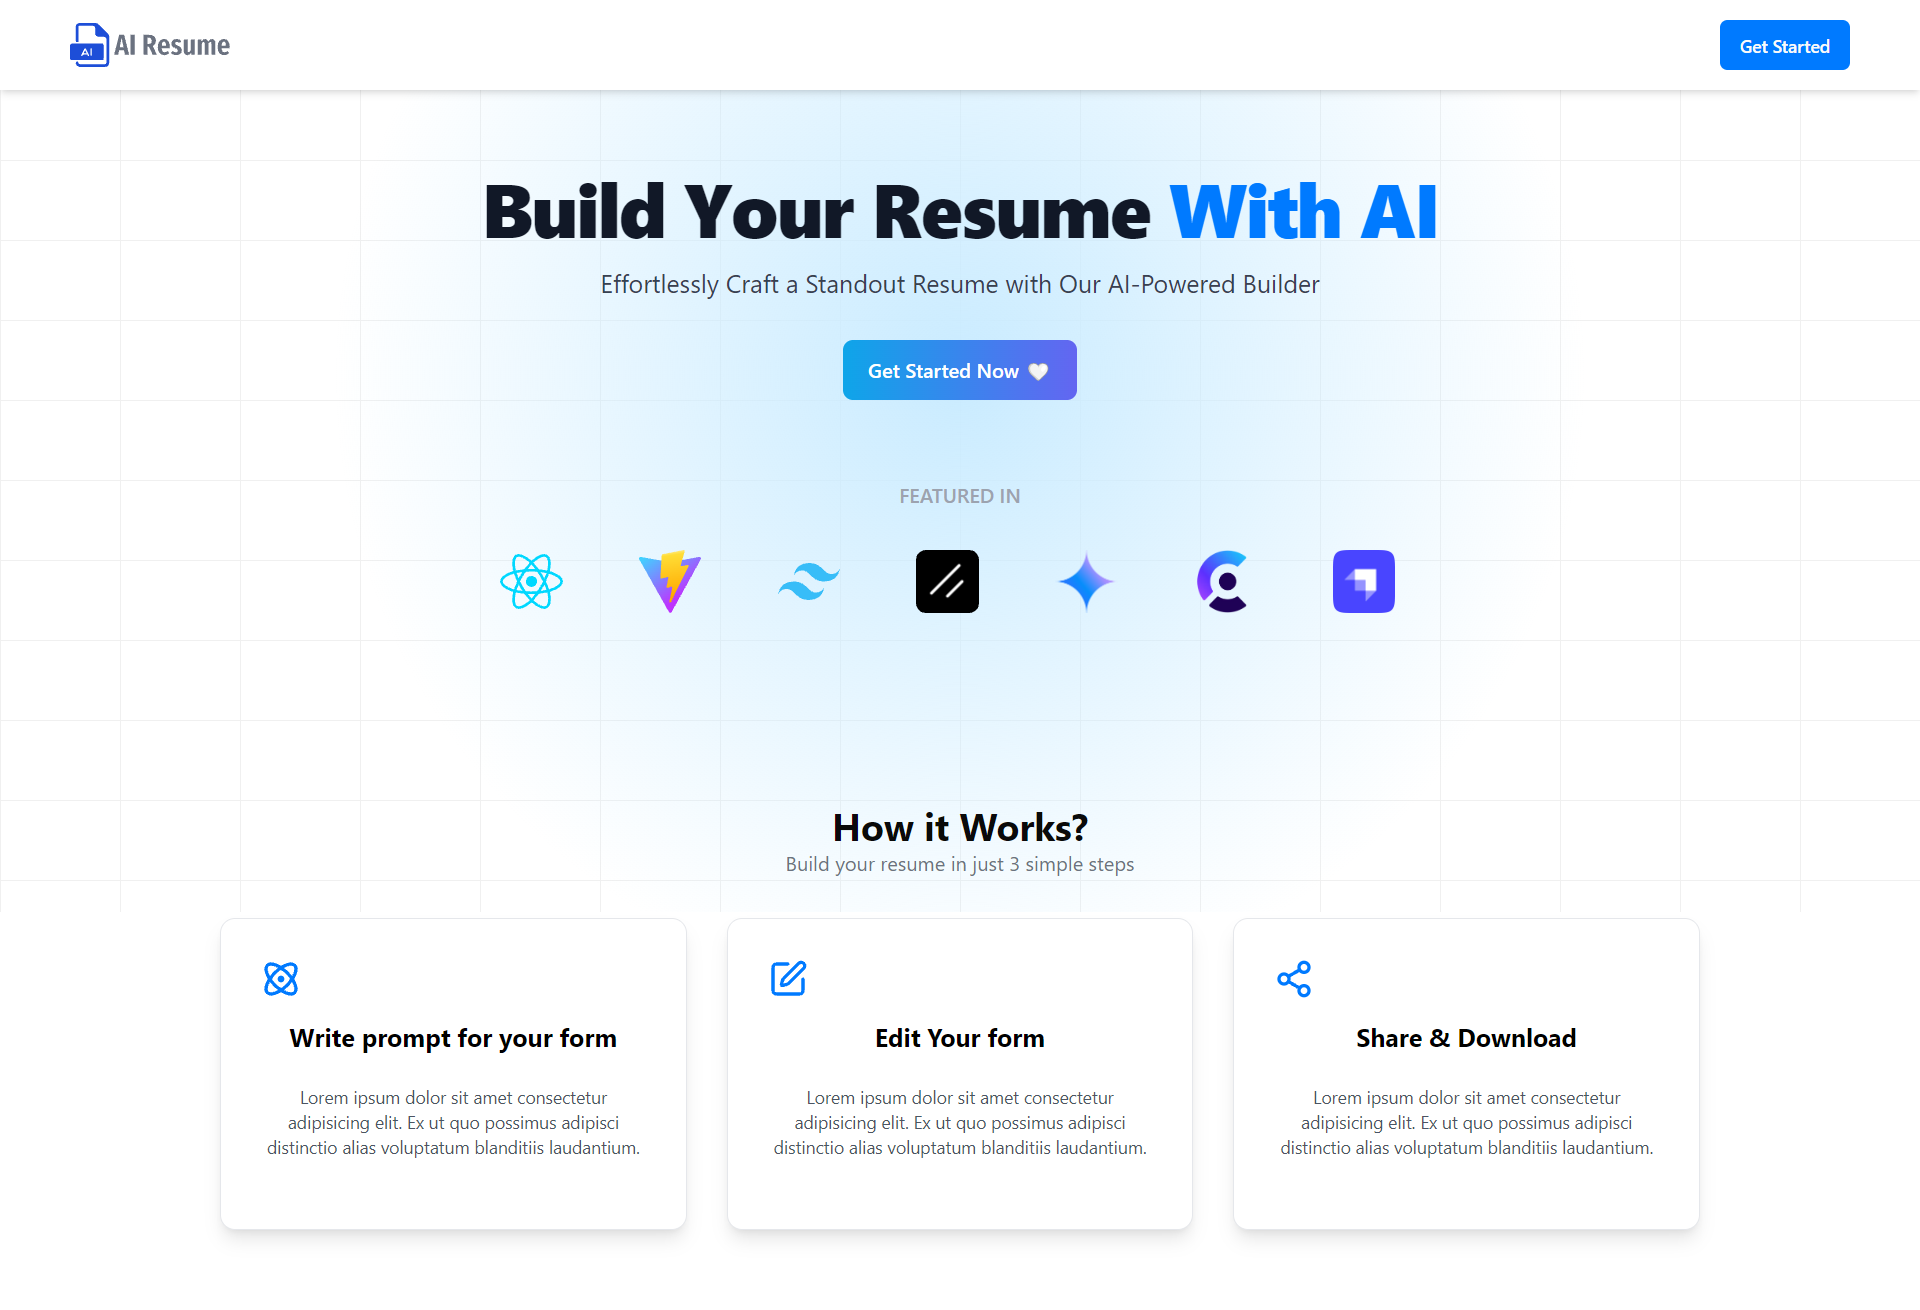 AI
AI Resume
Get Started
Build Your Resume With AI
Effortlessly Craft a Standout Resume with Our AI-Powered Builder
Get Started Now 🤍
FEATURED IN
How it Works?
Build your resume in just 3 simple steps
Write prompt for your form
Lorem ipsum dolor sit amet consectetur
adipisicing elit. Ex ut quo possimus adipisci
distinctio alias voluptatum blanditiis laudantium.
Edit Your form
Lorem ipsum dolor sit amet consectetur
adipisicing elit. Ex ut quo possimus adipisci
distinctio alias voluptatum blanditiis laudantium.
Share & Download
Lorem ipsum dolor sit amet consectetur
adipisicing elit. Ex ut quo possimus adipisci
distinctio alias voluptatum blanditiis laudantium.